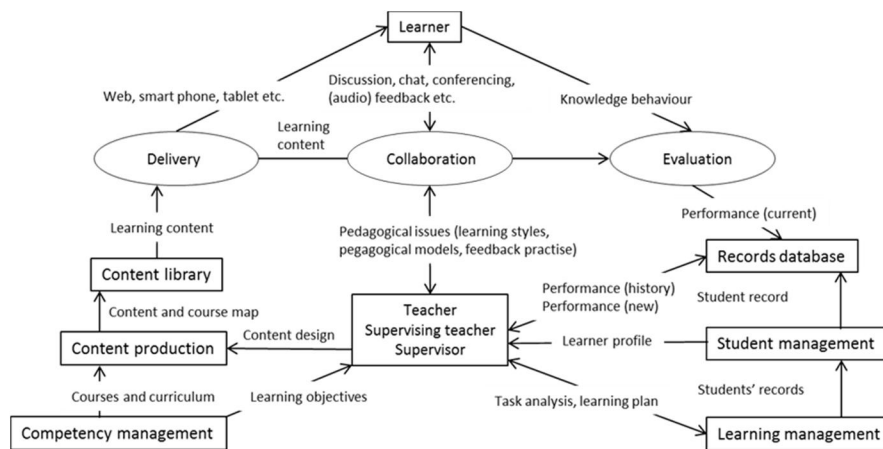 Learner
Web, smart phone, tablet etc.
Discussion, chat, conferencing,
(audio) feedback etc.
Knowledge behaviour
Learning
content
Delivery
Collaboration
Evaluation
Learning content
Pedagogical issues (learning styles,
pegagogical models, feedback practise)
Performance (current)
Content library
Records database
Content and course map
Performance (history)
Performance (new)
Student record
Teacher
Supervising teacher
Supervisor
Content production
Content design
Learner profile
Student management
Courses and curriculum
Learning objectives
Task analysis, learning plan
Students' records
Competency management
Learning management